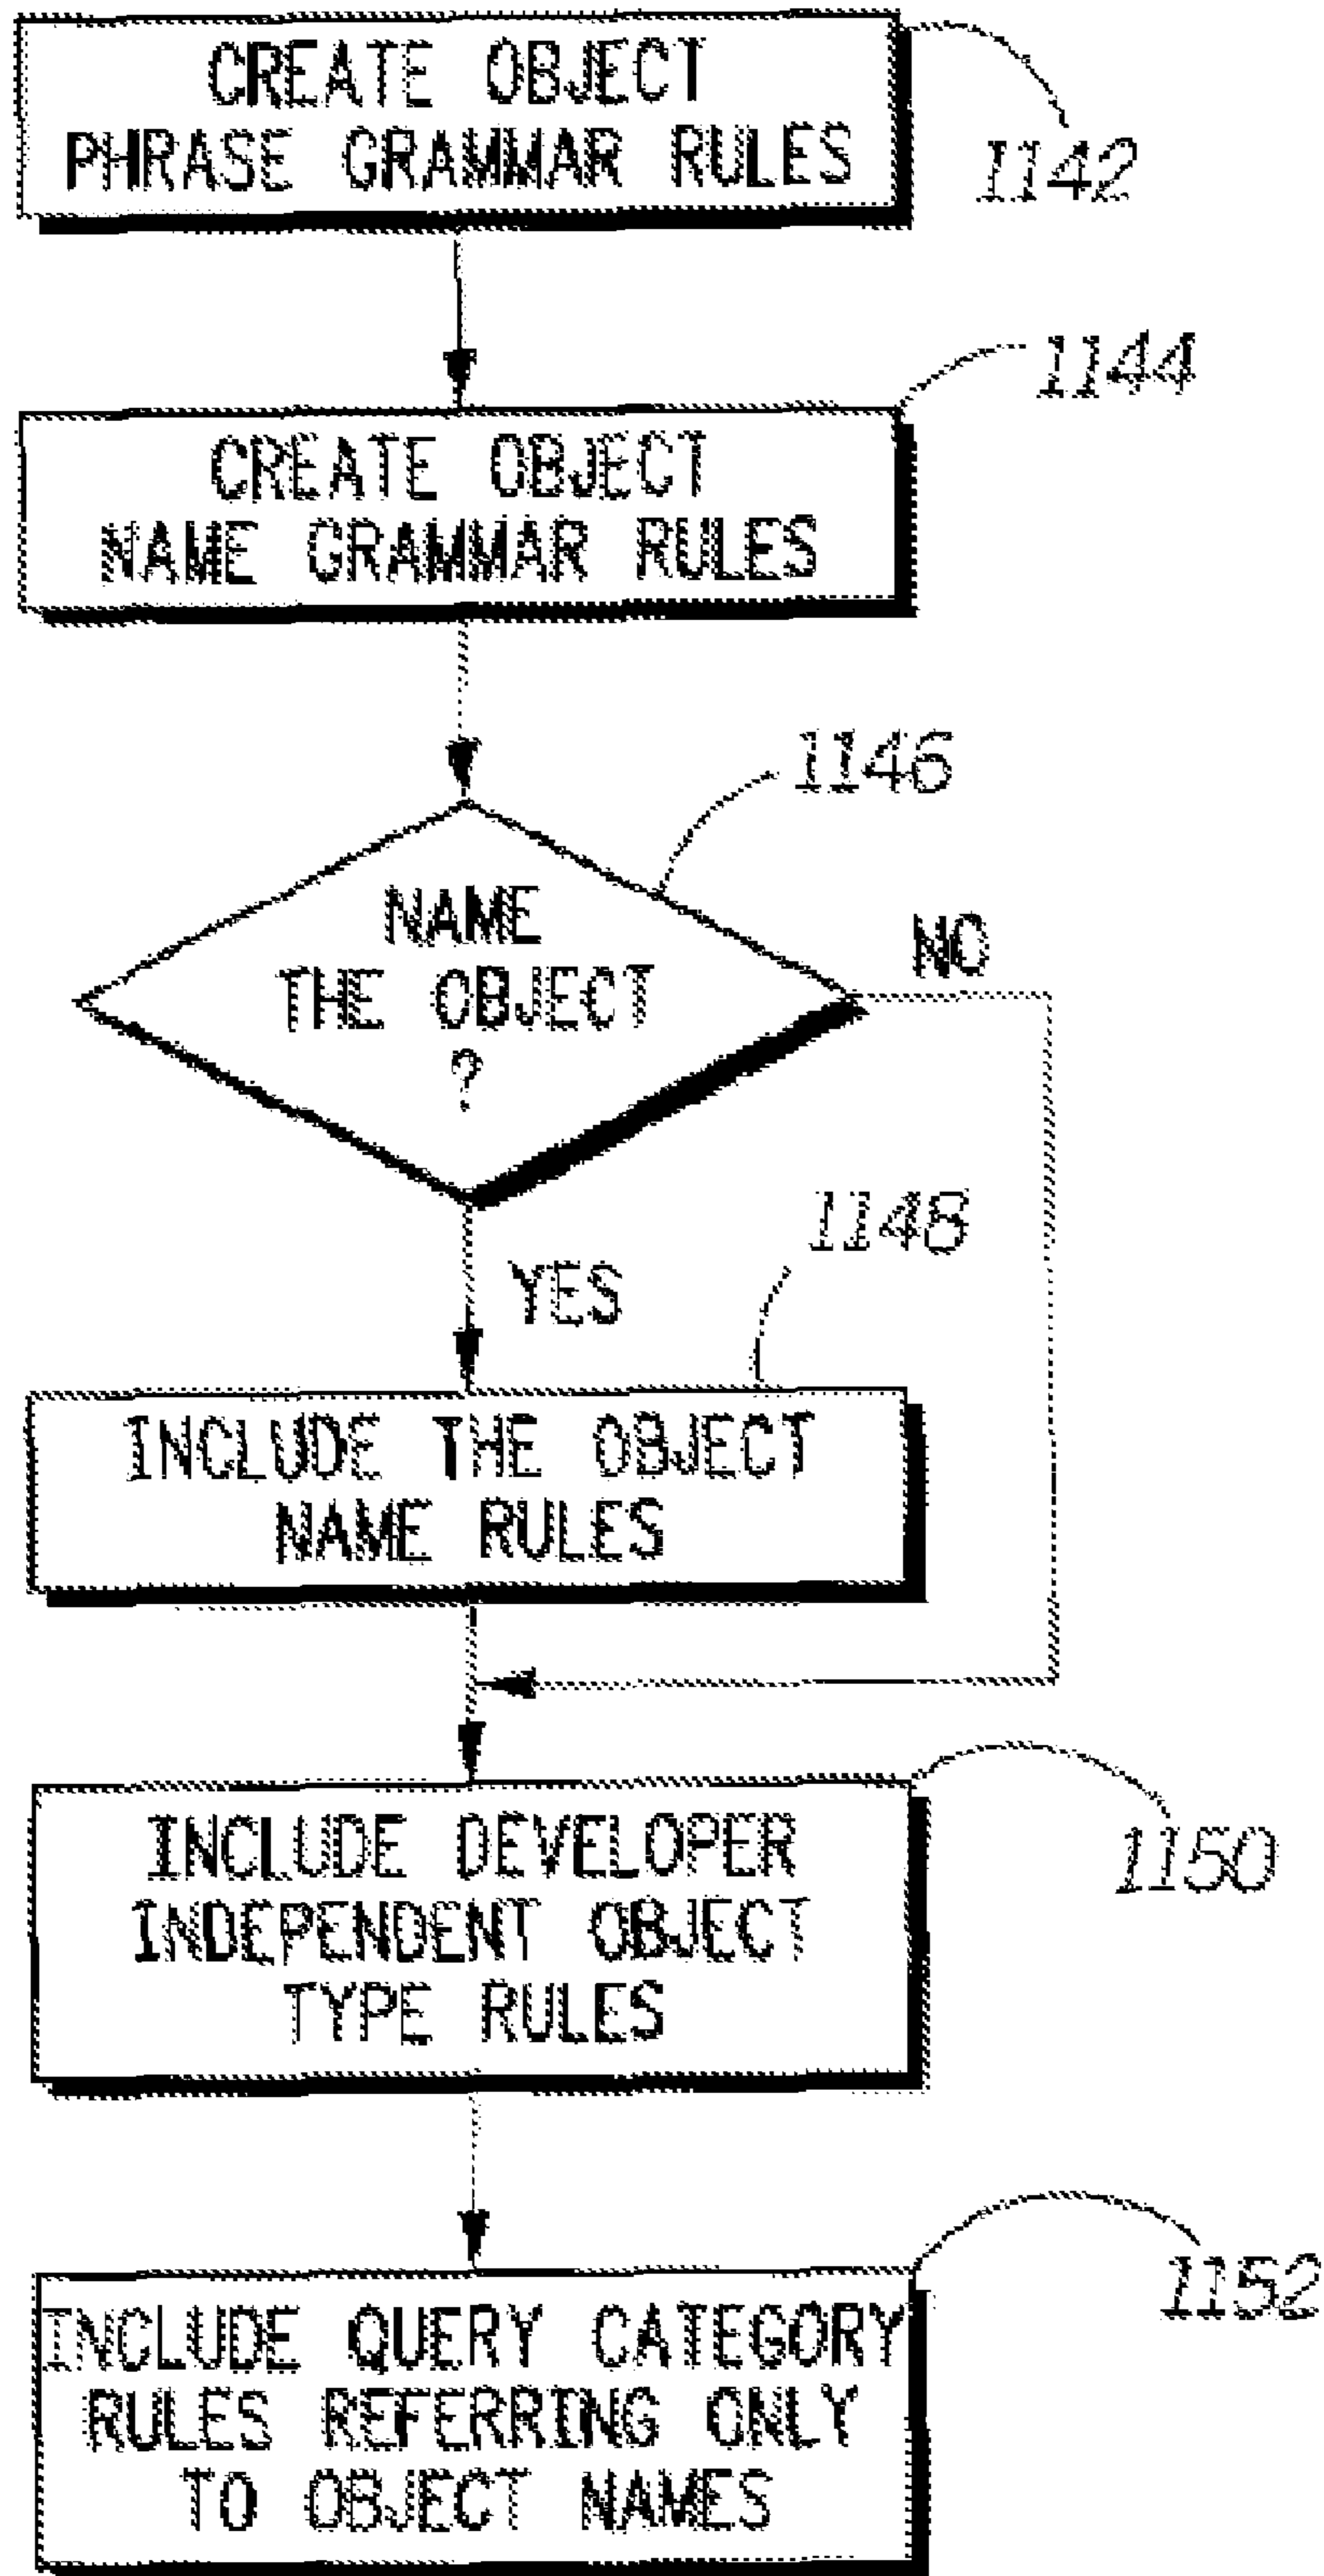 CREATE OBJECT
PHRASE GRAMMAR RULES
1142
1144
CREATE OBJECT
NAME GRAMMAR RULES
1146
NAME
THE OBJECT
?
NO
1148
YES
INCLUDE THE OBJECT
NAME RULES
1150
INCLUDE DEVELOPER
INDEPENDENT OBJECT
TYPE RULES
1152
INCLUDE QUERY CATEGORY
RULES REFERRING ONLY
TO OBJECT NAMES